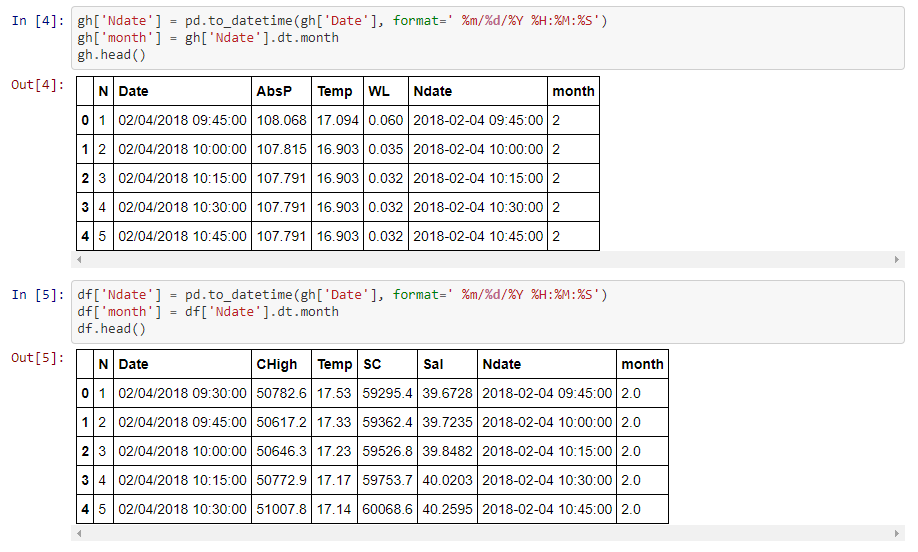 In [4]: gh['Ndate'] = pd.to_datetime(gh['Date'], format=' %m/%d/%Y %H:%M:%S')
gh['month'] = gh['Ndate'].dt.month
gh.head()
Out[4]:
N Date AbsP Temp WL Ndate month
0 1 02/04/2018 09:45:00 108.068 17.094 0.060 2018-02-04 09:45:00 2
1 2 02/04/2018 10:00:00 107.815 16.903 0.035 2018-02-04 10:00:00 2
2 3 02/04/2018 10:15:00 107.791 16.903 0.032 2018-02-04 10:15:00 2
3 4 02/04/2018 10:30:00 107.791 16.903 0.032 2018-02-04 10:30:00 2
4 5 02/04/2018 10:45:00 107.791 16.903 0.032 2018-02-04 10:45:00 2
In [5]: df['Ndate'] = pd.to_datetime(gh['Date'], format=' %m/%d/%Y %H:%M:%S')
df['month'] = df['Ndate'].dt.month
df.head()
Out[5]:
N Date CHigh Temp SC Sal Ndate month
0 1 02/04/2018 09:30:00 50782.6 17.53 59295.4 39.6728 2018-02-04 09:45:00 2.0
1 2 02/04/2018 09:45:00 50617.2 17.33 59362.4 39.7235 2018-02-04 10:00:00 2.0
2 3 02/04/2018 10:00:00 50646.3 17.23 59526.8 39.8482 2018-02-04 10:15:00 2.0
3 4 02/04/2018 10:15:00 50772.9 17.17 59753.7 40.0203 2018-02-04 10:30:00 2.0
4 5 02/04/2018 10:30:00 51007.8 17.14 60068.6 40.2595 2018-02-04 10:45:00 2.0